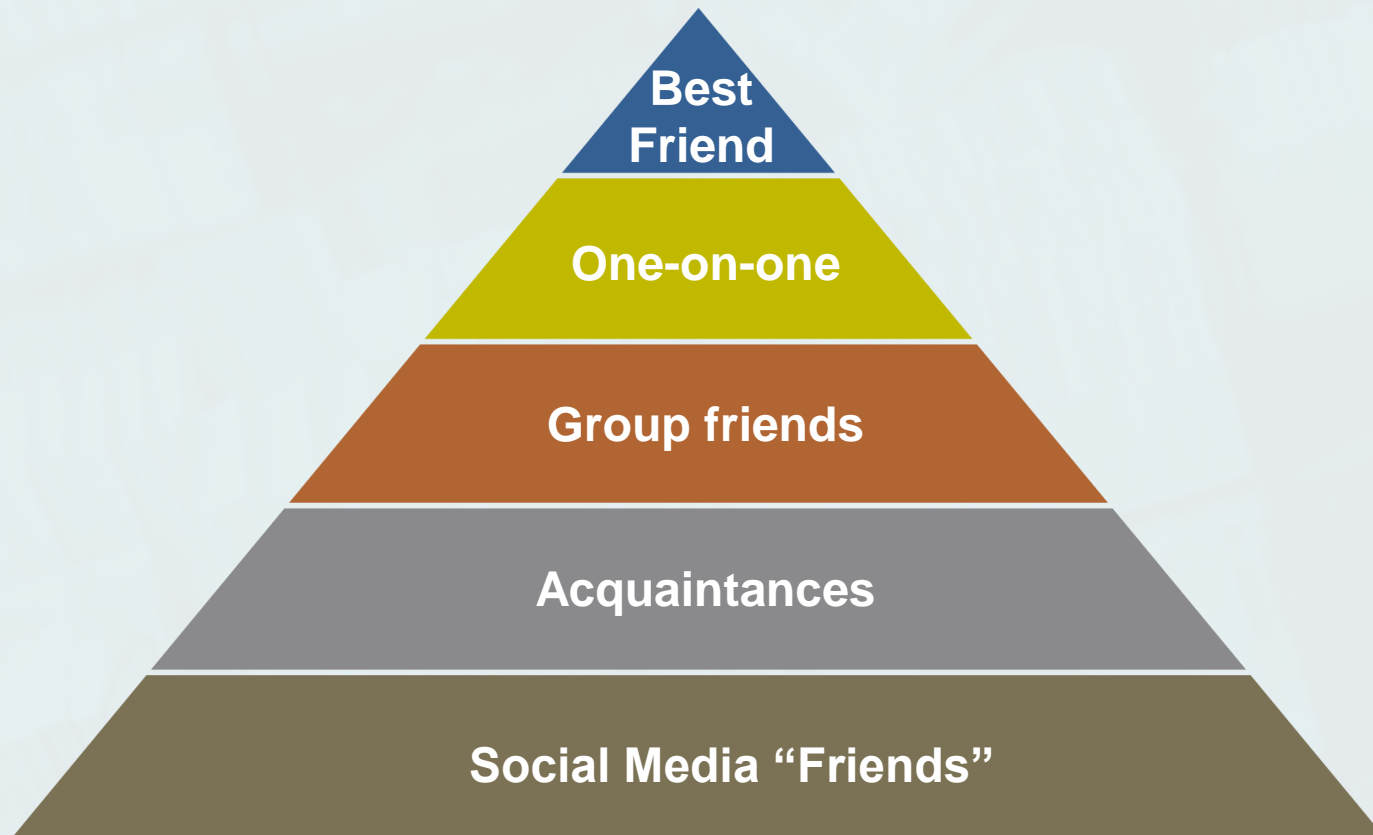 Best
Friend
One-on-one
Group friends
Acquaintances
Social Media “Friends”